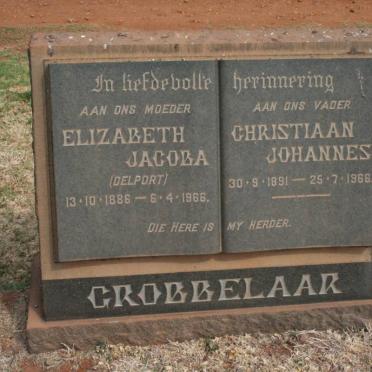 In liefdevolle herinnering
AAN ONS MOEDER
ELIZABETH
JACOBA
(DELPORT)
13·10·1886 – 6·4·1966.
AAN ONS VADER
CHRISTIAAN
JOHANNES
30·9·1891 – 25·7·1966
DIE HERE IS MY HERDER.
GROBBELAAR